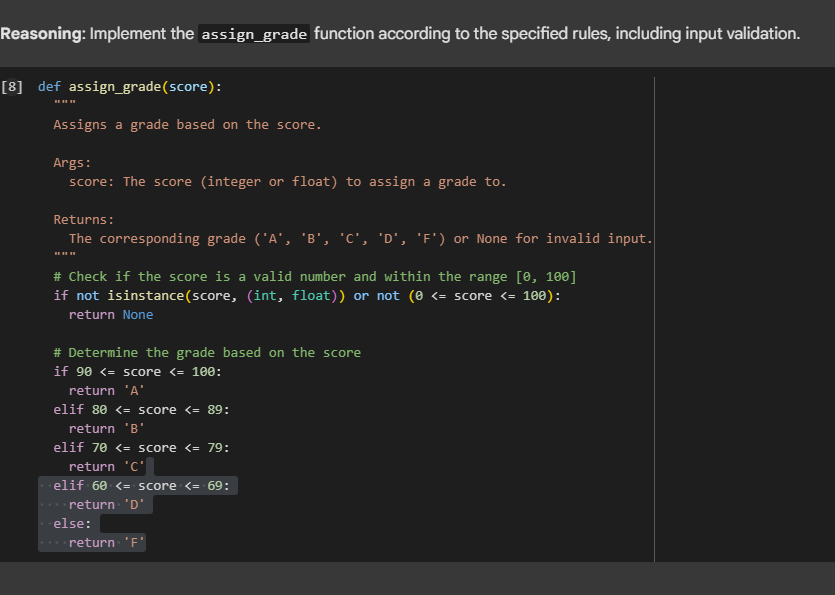 Reasoning: Implement the assign_grade function according to the specified rules, including input validation.
[8] def assign_grade(score):
"""
Assigns a grade based on the score.
Args:
score: The score (integer or float) to assign a grade to.
Returns:
The corresponding grade ('A', 'B', 'C', 'D', 'F') or None for invalid input.
"""
# Check if the score is a valid number and within the range [0, 100]
if not isinstance(score, (int, float)) or not (0 <= score <= 100):
return None
# Determine the grade based on the score
if 90 <= score <= 100:
return 'A'
elif 80 <= score <= 89:
return 'B'
elif 70 <= score <= 79:
return 'C'
elif 60 <= score <= 69:
return 'D'
else:
return 'F'